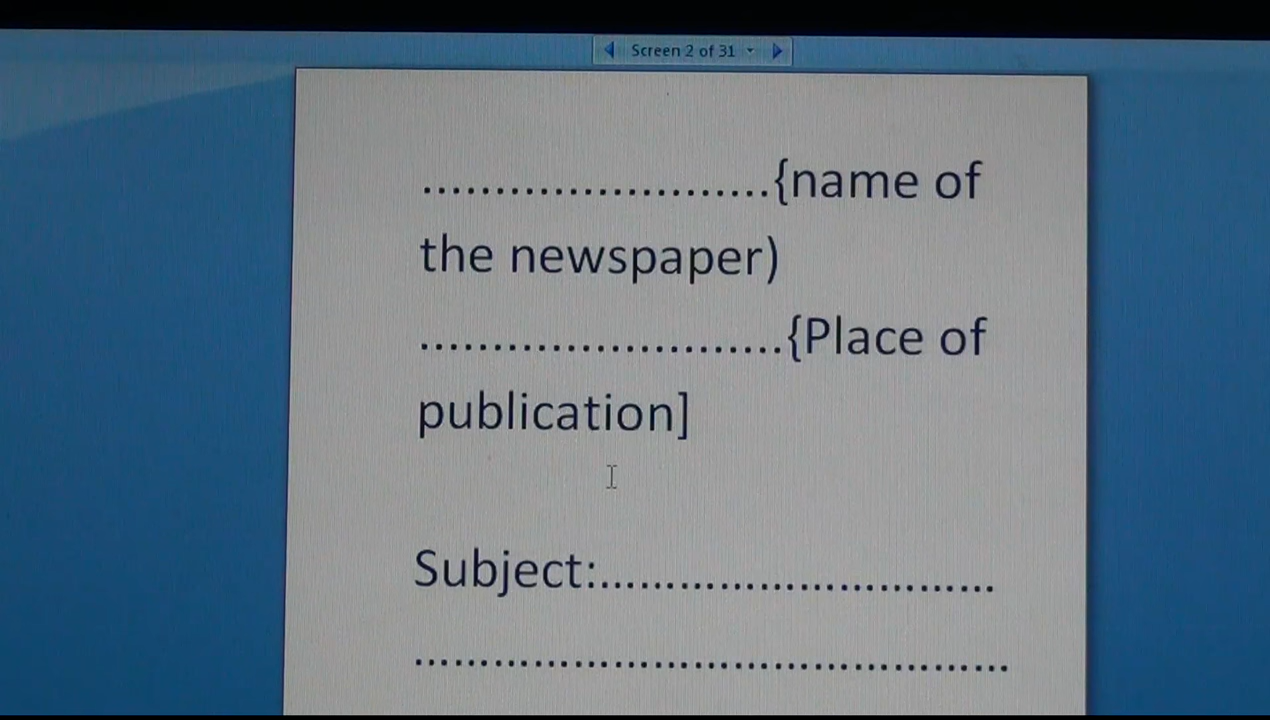 Screen 2 of 31
........................{name of
the newspaper)
.........................{Place of
publication]
Subject:..............................
..........................................